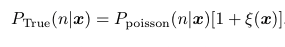 P_True(n|x) = P_poisson(n|x)[1 + ξ(x)].